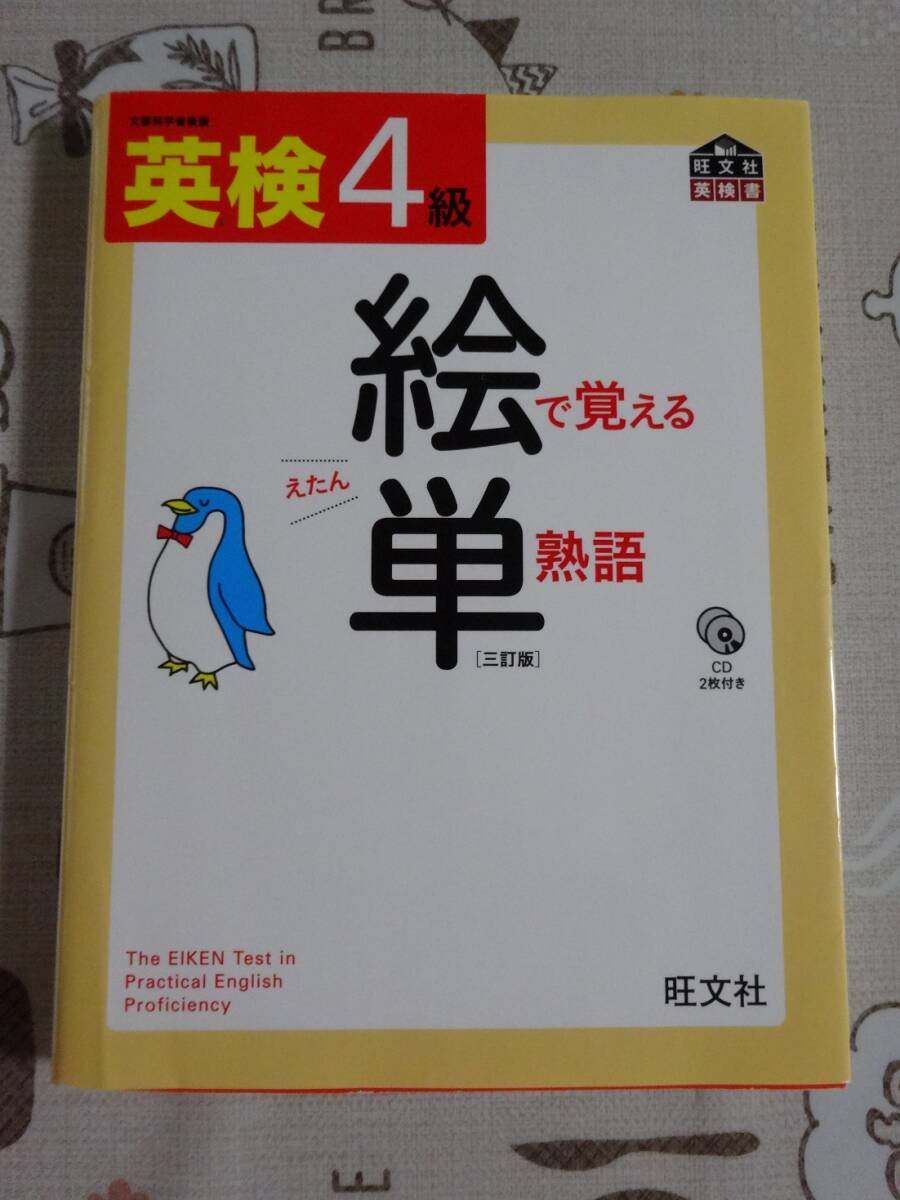 文部科学省後援
英検4級
旺文社
英検書
絵で覚える
えたん
単熟語
[三訂版]
CD
2枚付き
The EIKEN Test in
Practical English
Proficiency
旺文社
BR
E